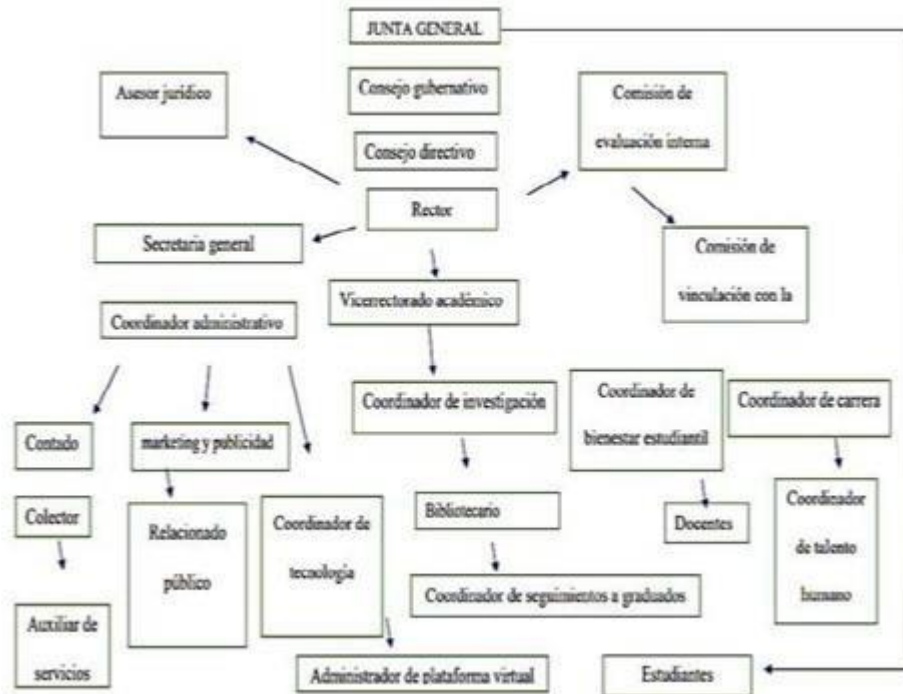 JUNTA GENERAL
Asesor jurídico
Consejo gubernativo
Comisión de
evaluación interna
Consejo directivo
Rector
Secretaria general
Comisión de
vinculación con la
Vicerrectorado académico
Coordinador administrativo
Coordinador de investigación
Coordinador de
bienestar estudiantil
Coordinador de carrera
Contado
marketing y publicidad
Colector
Relacionado
público
Coordinador de
tecnología
Bibliotecario
Docentes
Coordinador
de talento
humano
Coordinador de seguimientos a graduados
Auxiliar de
servicios
Administrador de plataforma virtual
Estudiantes